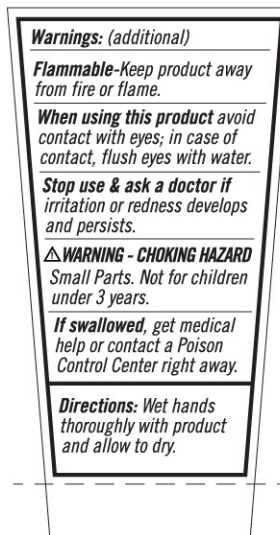 Warnings: (additional)
Flammable-Keep product away
from fire or flame.
When using this product avoid
contact with eyes; in case of
contact, flush eyes with water.
Stop use & ask a doctor if
irritation or redness develops
and persists.
⚠WARNING - CHOKING HAZARD
Small Parts. Not for children
under 3 years.
If swallowed, get medical
help or contact a Poison
Control Center right away.
Directions: Wet hands
thoroughly with product
and allow to dry.